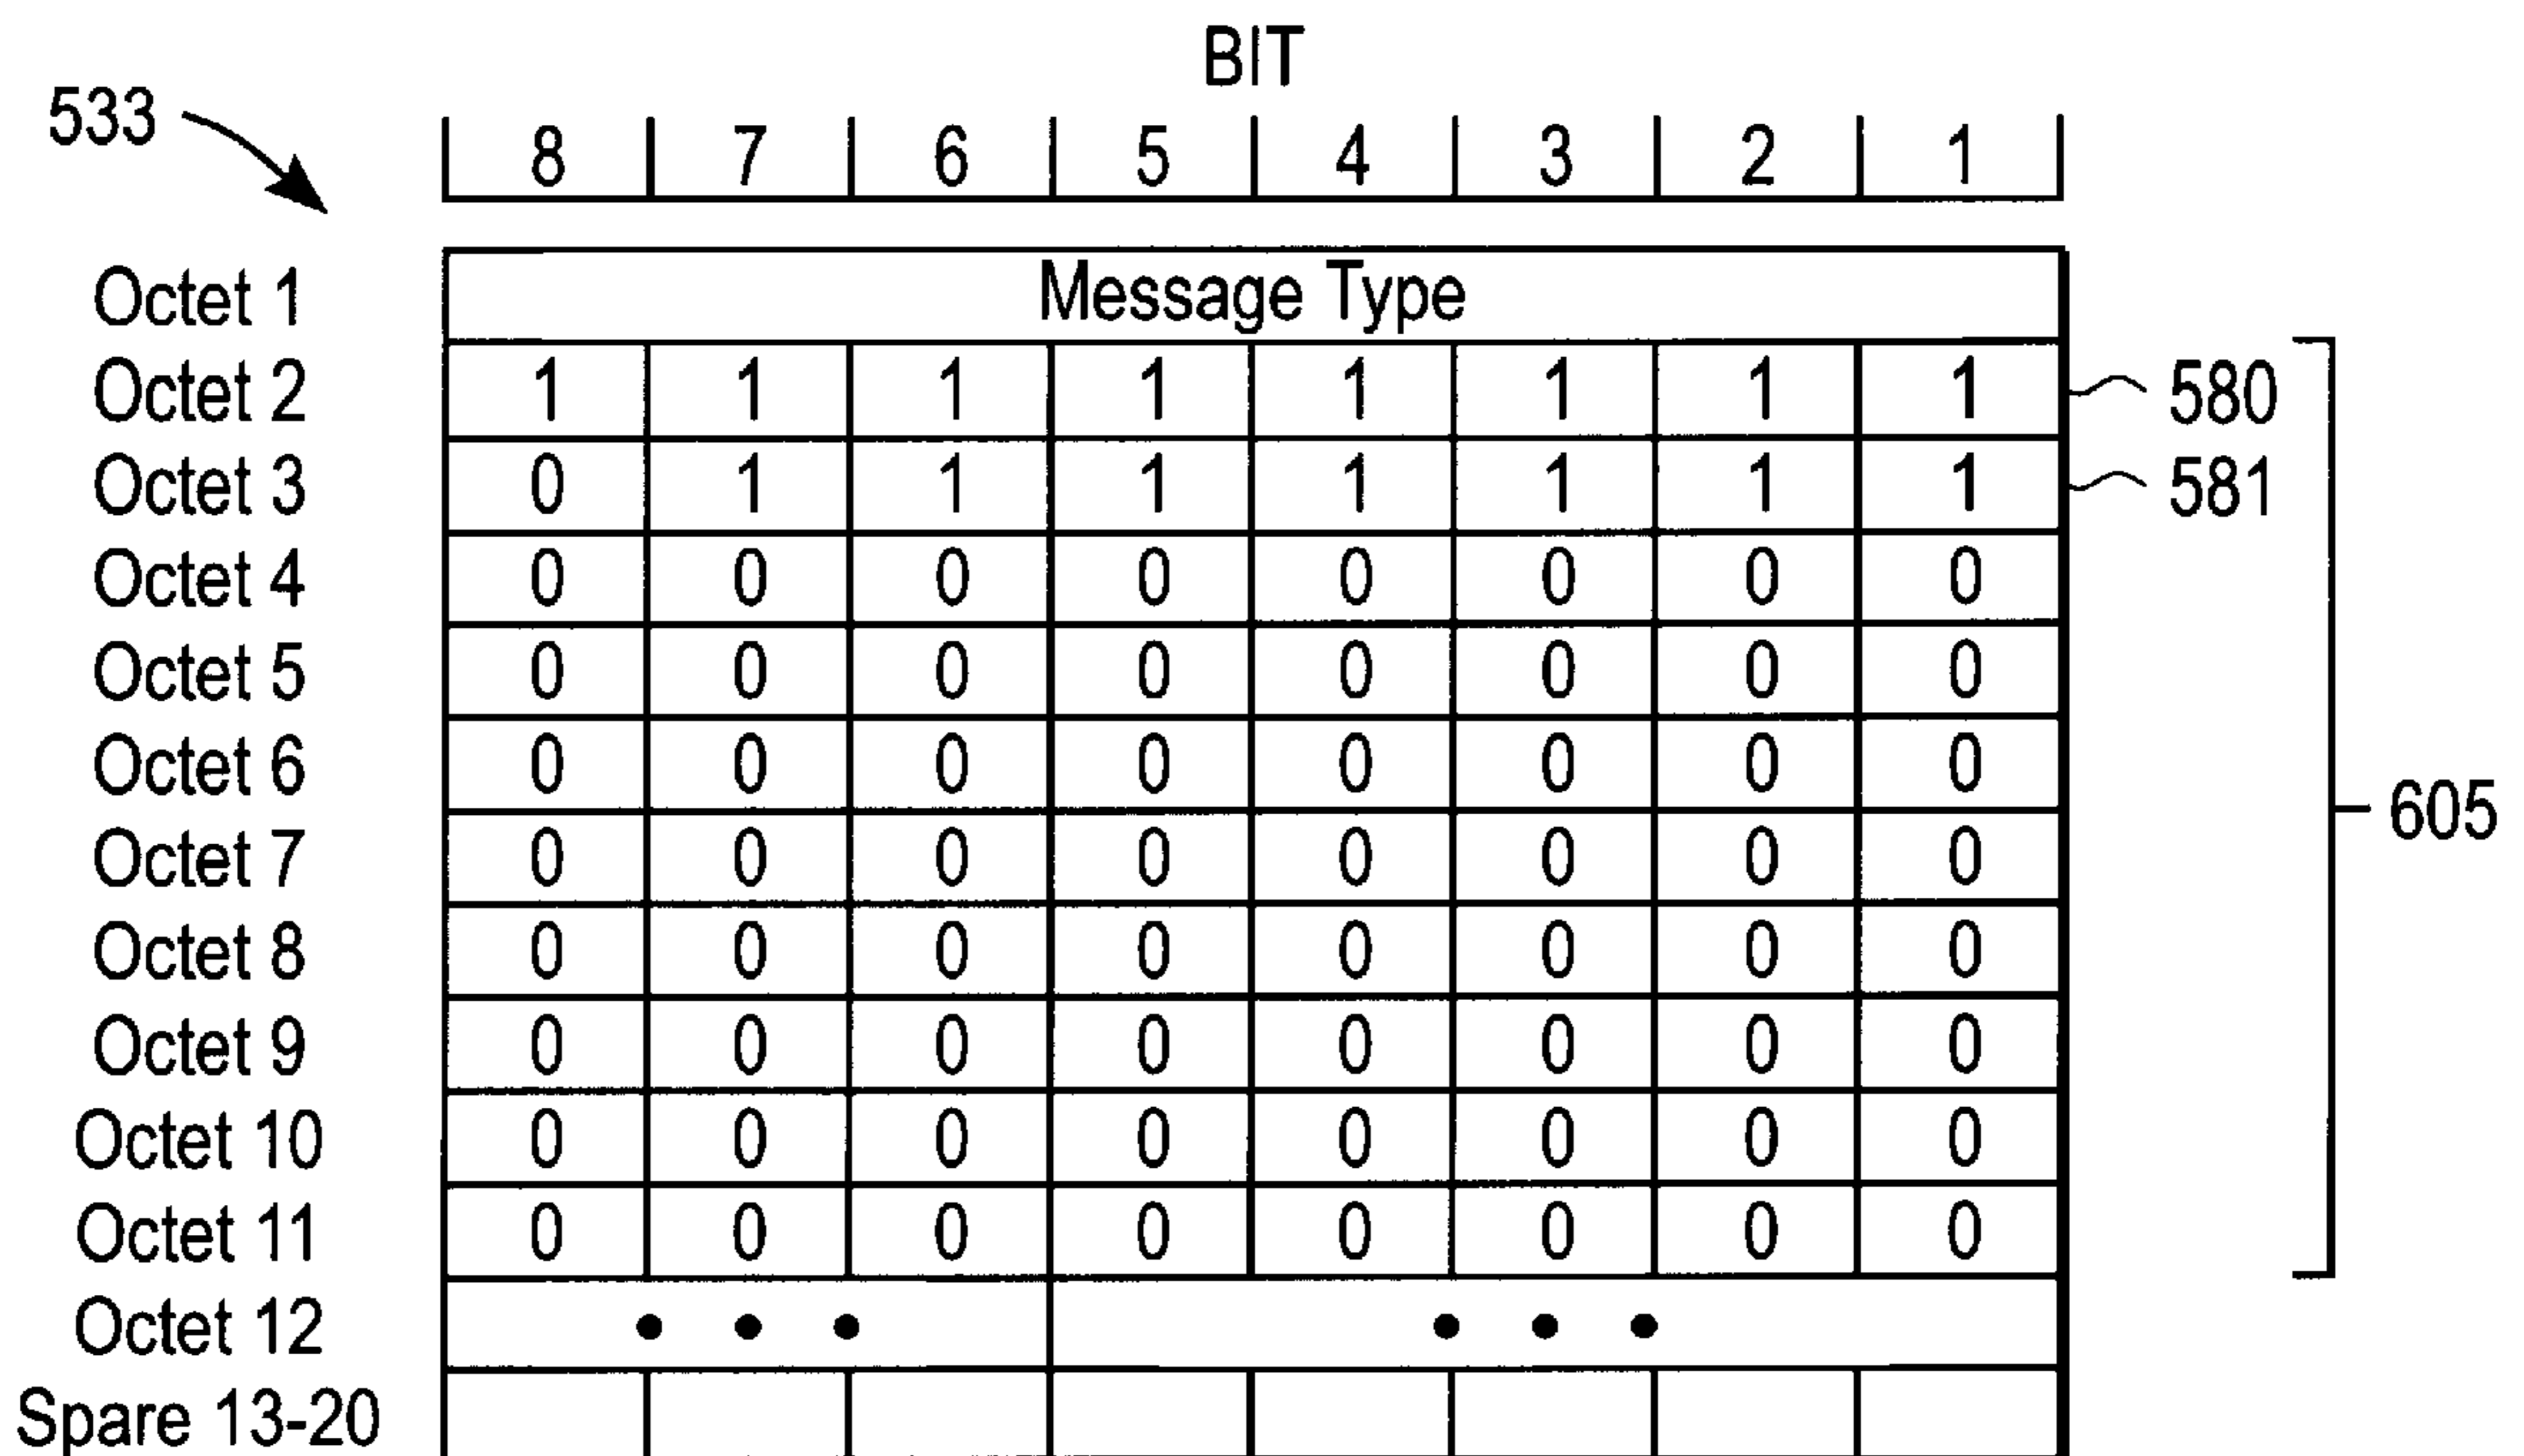 BIT
533
8 7 6 5 4 3 2 1
Octet 1 Message Type
Octet 2 1 1 1 1 1 1 1 1 580
Octet 3 0 1 1 1 1 1 1 1 581
Octet 4 0 0 0 0 0 0 0 0
Octet 5 0 0 0 0 0 0 0 0
Octet 6 0 0 0 0 0 0 0 0
605
Octet 7 0 0 0 0 0 0 0 0
Octet 8 0 0 0 0 0 0 0 0
Octet 9 0 0 0 0 0 0 0 0
Octet 10 0 0 0 0 0 0 0 0
Octet 11 0 0 0 0 0 0 0 0
Octet 12 • • • • • •
Spare 13-20